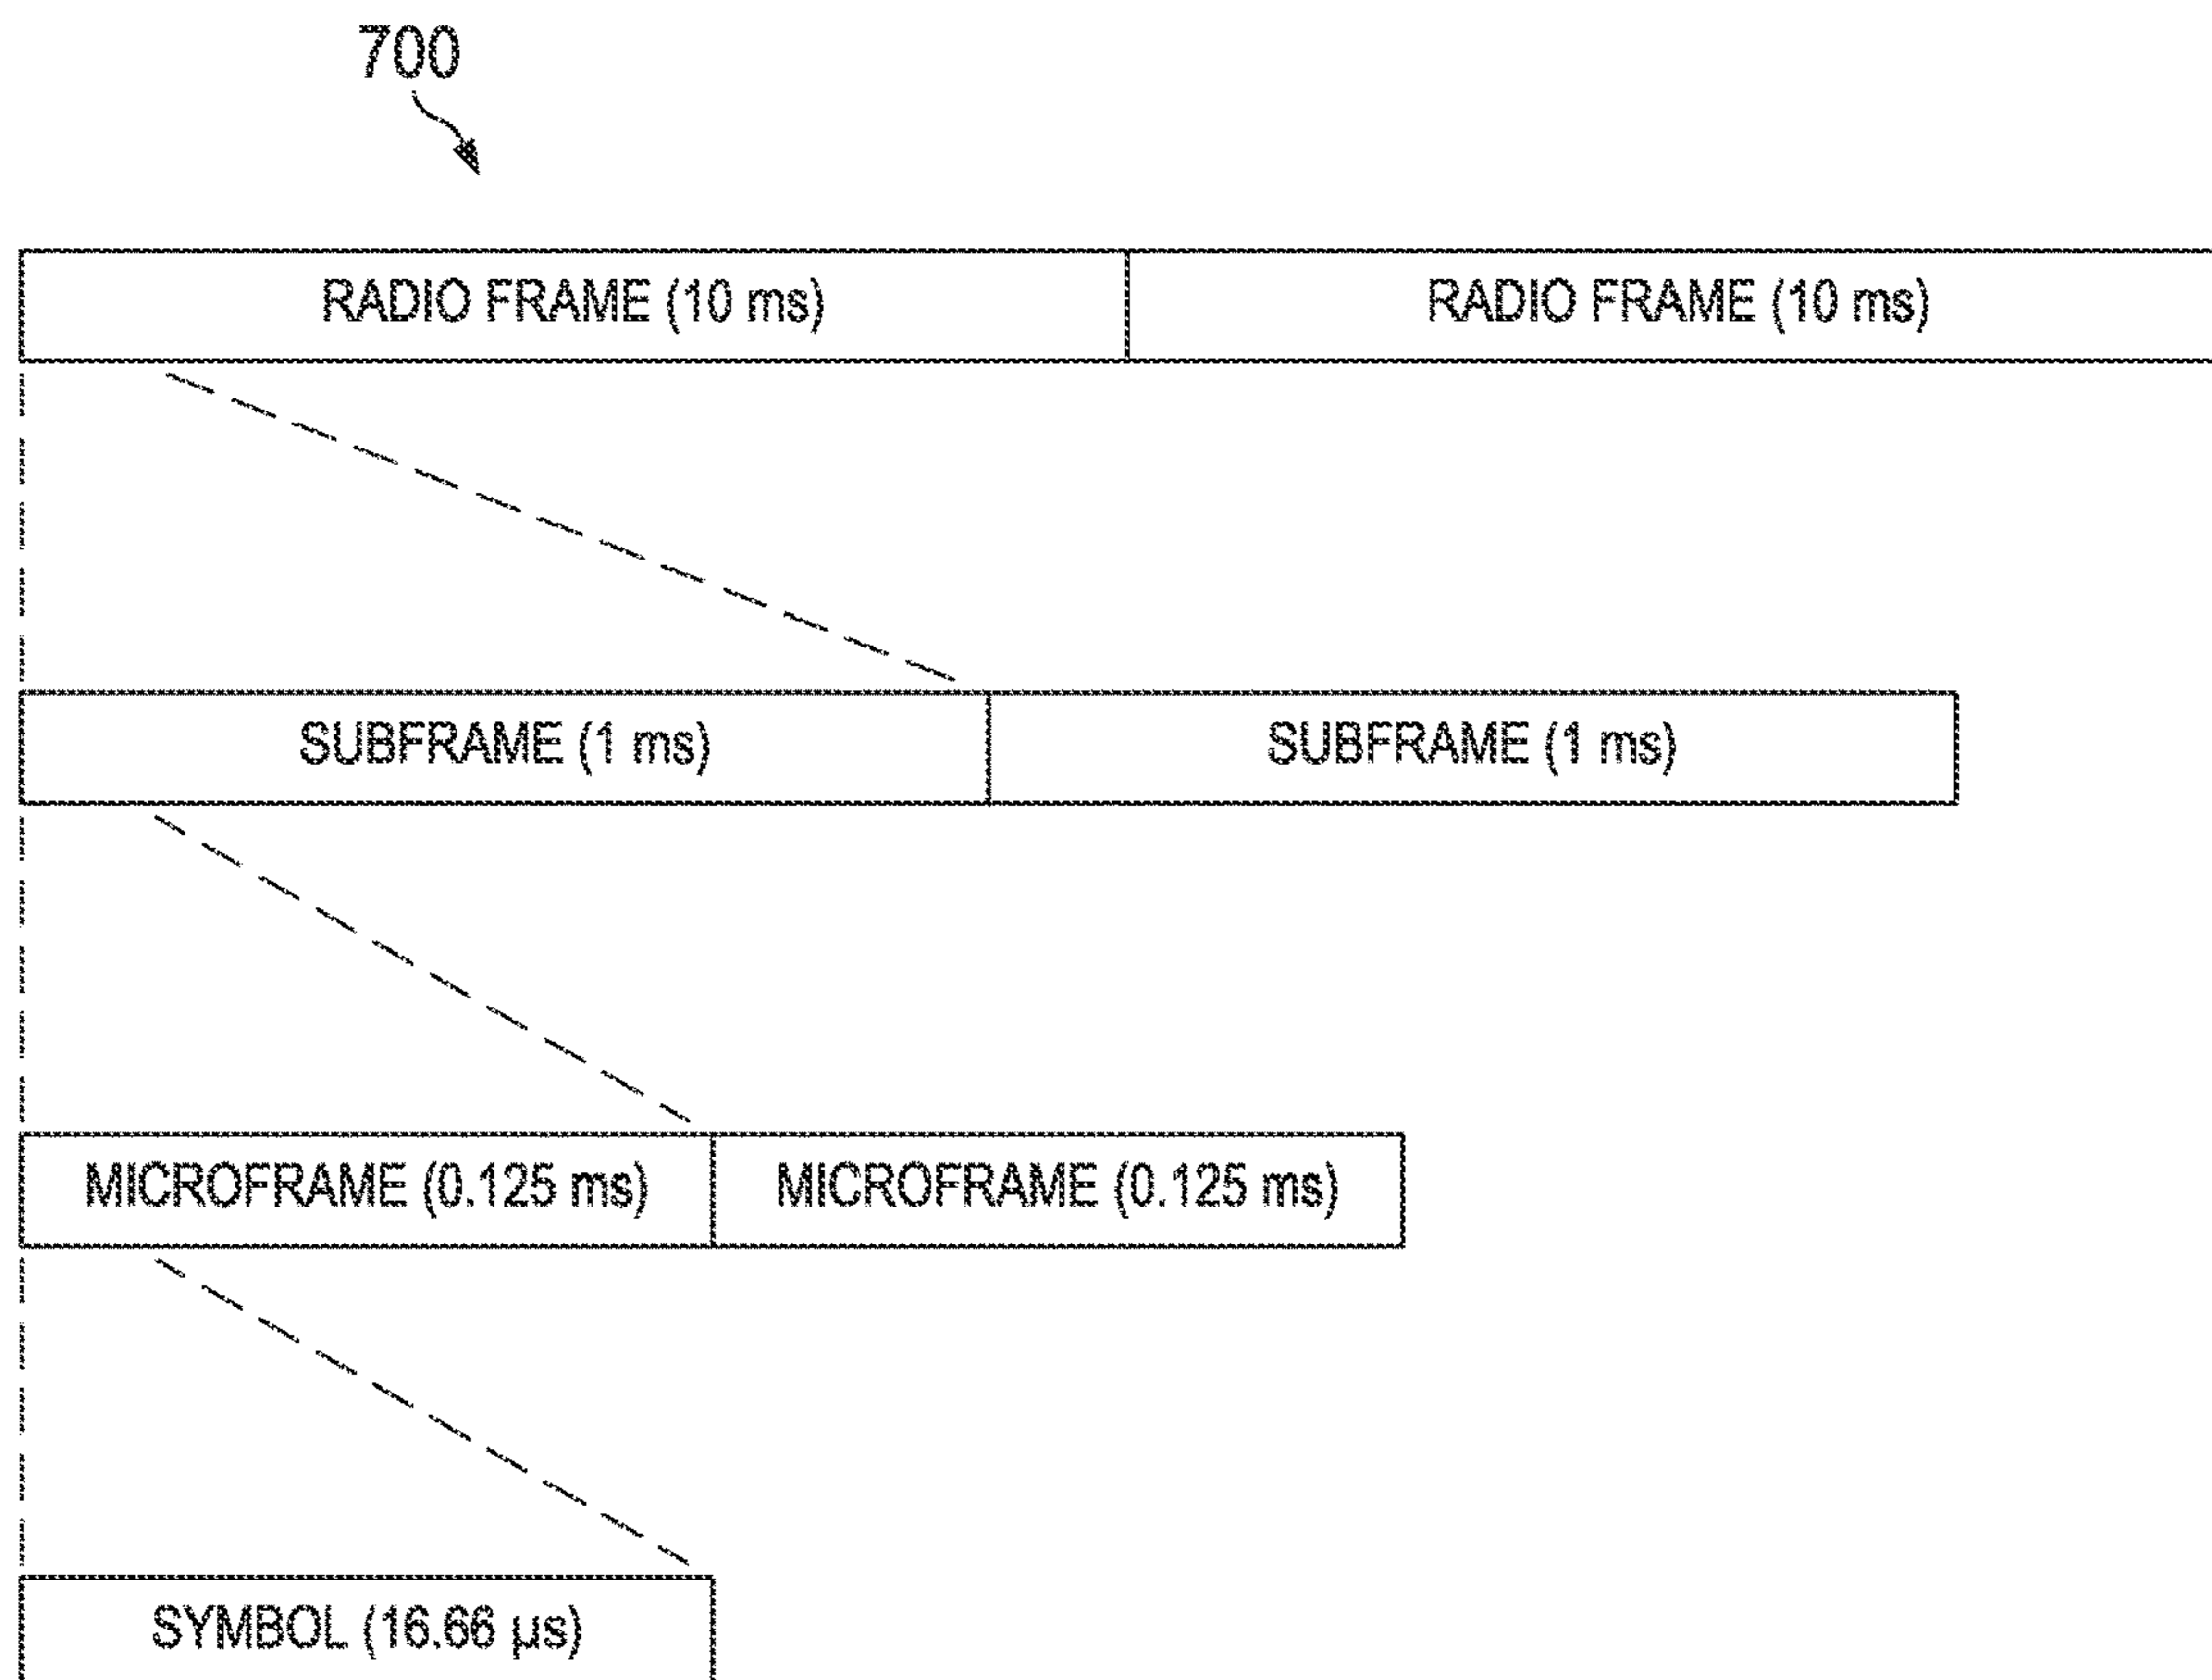 700
RADIO FRAME (10 ms) RADIO FRAME (10 ms)
SUBFRAME (1 ms) SUBFRAME (1 ms)
MICROFRAME (0.125 ms) MICROFRAME (0.125 ms)
SYMBOL (16.66 µs)